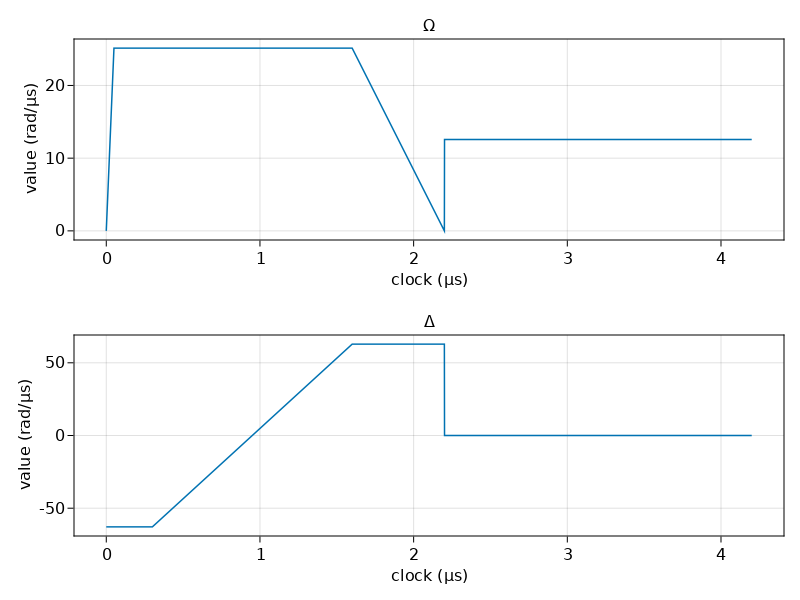 Ω
value (rad/μs)
20
10
0
0 1 2 3 4
clock (μs)
Δ
value (rad/μs)
50
0
-50
0 1 2 3 4
clock (μs)